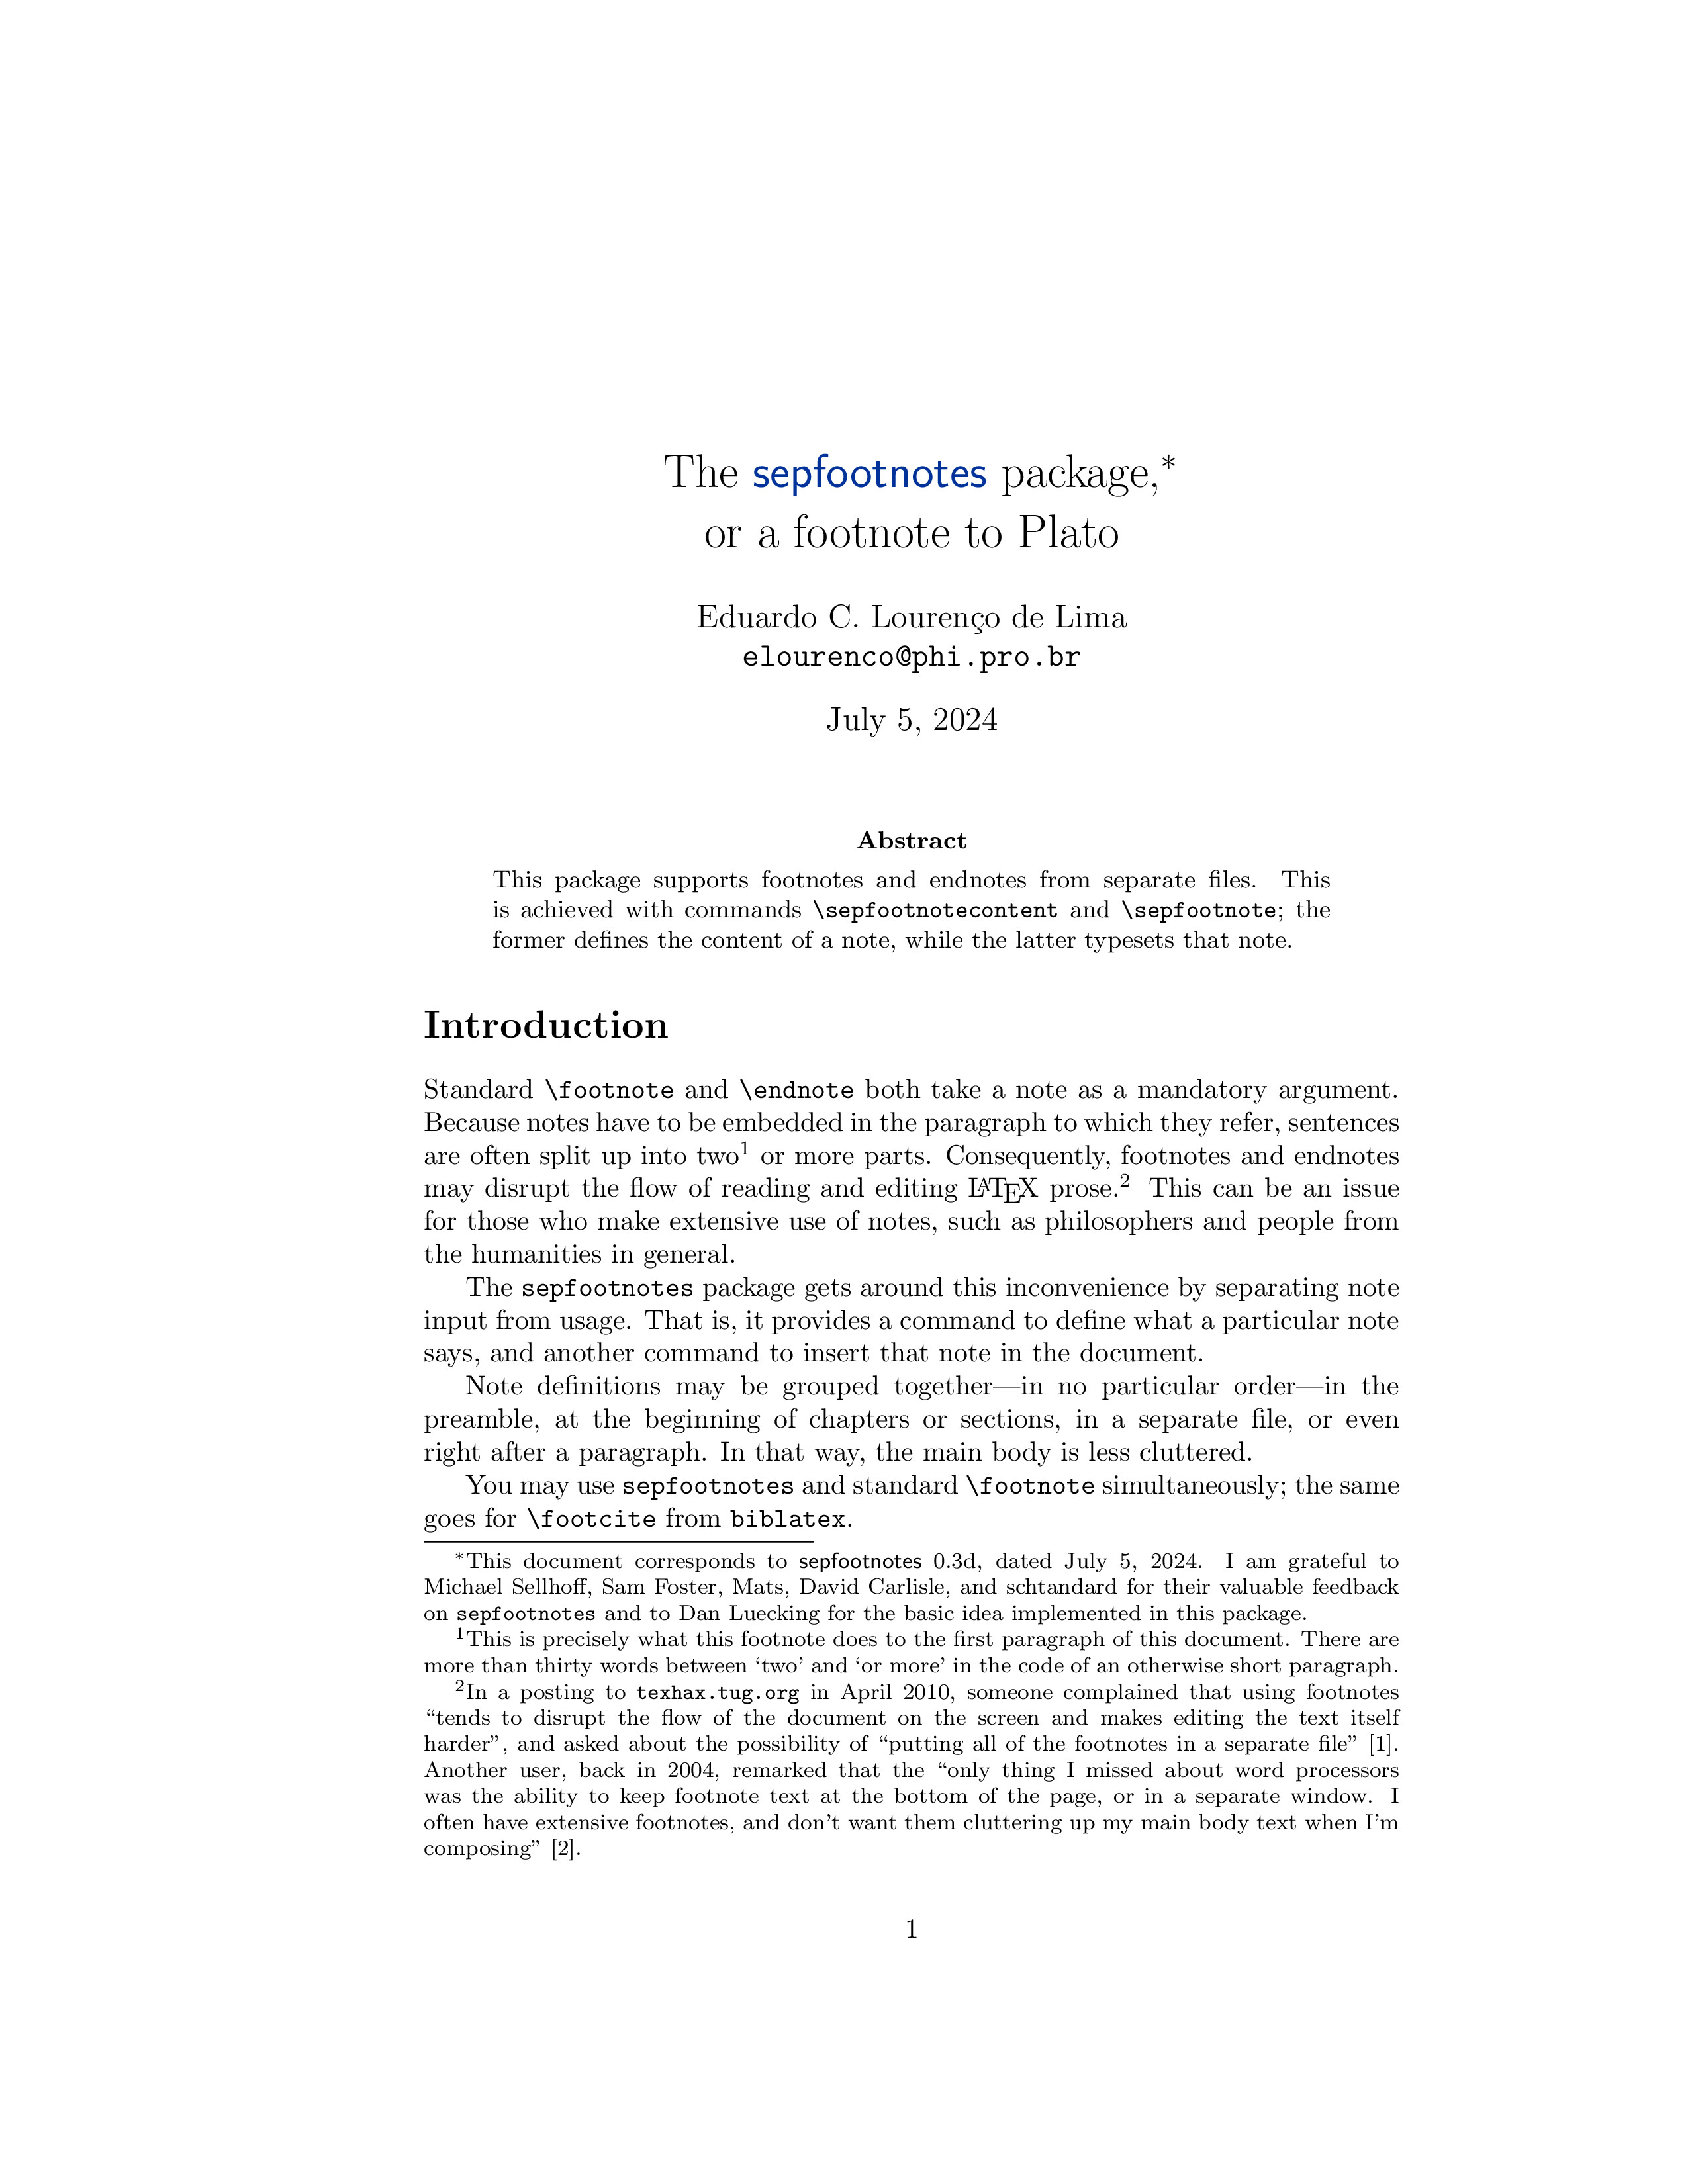 The sepfootnotes package,*
or a footnote to Plato
Eduardo C. Lourenço de Lima
elourenco@phi.pro.br
July 5, 2024
Abstract
This package supports footnotes and endnotes from separate files. This
is achieved with commands \sepfootnotecontent and \sepfootnote; the
former defines the content of a note, while the latter typesets that note.
Introduction
Standard \footnote and \endnote both take a note as a mandatory argument.
Because notes have to be embedded in the paragraph to which they refer, sentences
are often split up into two¹ or more parts. Consequently, footnotes and endnotes
may disrupt the flow of reading and editing LATEX prose.² This can be an issue
for those who make extensive use of notes, such as philosophers and people from
the humanities in general.
The sepfootnotes package gets around this inconvenience by separating note
input from usage. That is, it provides a command to define what a particular note
says, and another command to insert that note in the document.
Note definitions may be grouped together—in no particular order—in the
preamble, at the beginning of chapters or sections, in a separate file, or even
right after a paragraph. In that way, the main body is less cluttered.
You may use sepfootnotes and standard \footnote simultaneously; the same
goes for \footcite from biblatex.
*This document corresponds to sepfootnotes 0.3d, dated July 5, 2024. I am grateful to
Michael Sellhoff, Sam Foster, Mats, David Carlisle, and schtandard for their valuable feedback
on sepfootnotes and to Dan Luecking for the basic idea implemented in this package.
¹This is precisely what this footnote does to the first paragraph of this document. There are
more than thirty words between ‘two’ and ‘or more’ in the code of an otherwise short paragraph.
²In a posting to texhax.tug.org in April 2010, someone complained that using footnotes
“tends to disrupt the flow of the document on the screen and makes editing the text itself
harder”, and asked about the possibility of “putting all of the footnotes in a separate file” [1].
Another user, back in 2004, remarked that the “only thing I missed about word processors
was the ability to keep footnote text at the bottom of the page, or in a separate window. I
often have extensive footnotes, and don’t want them cluttering up my main body text when I’m
composing” [2].
1